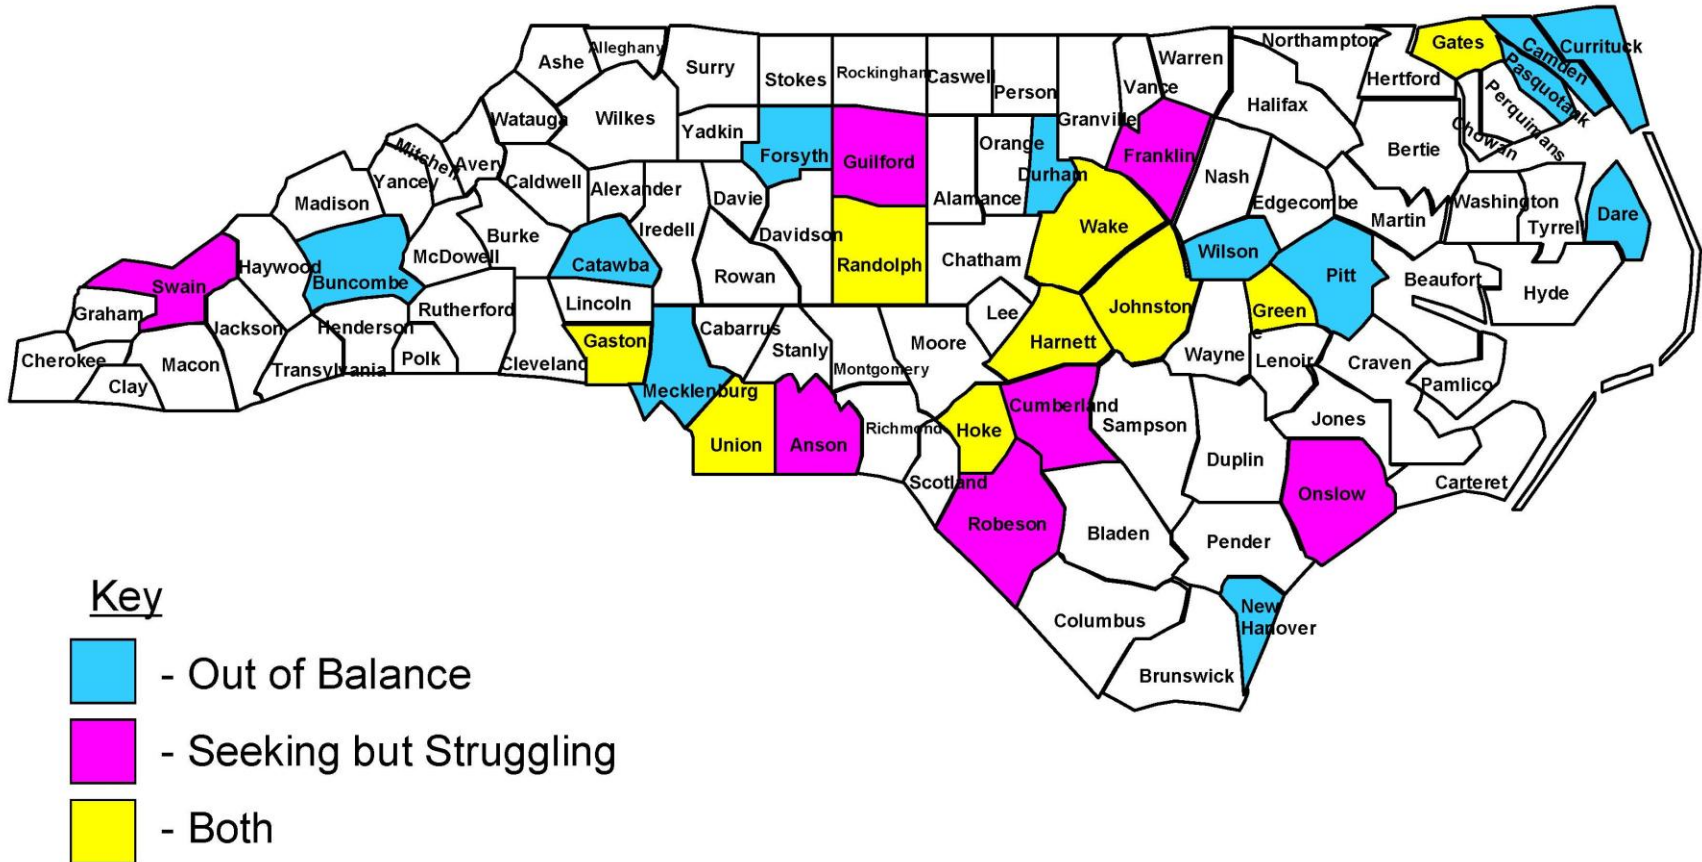 Ashe
Alleghany
Surry
Stokes
Rockingham
Caswell
Person
Granville
Vance
Warren
Northampton
Hertford
Gates
Camden
Currituck
Pasquotank
Perquimans
Chowan
Halifax
Watauga
Wilkes
Yadkin
Forsyth
Guilford
Orange
Durham
Franklin
Nash
Bertie
Mitchell
Avery
Yancey
Caldwell
Alexander
Davie
Alamance
Edgecombe
Martin
Washington
Tyrrell
Dare
Madison
Burke
Iredell
Davidson
Randolph
Chatham
Wake
Wilson
Pitt
Beaufort
Hyde
Swain
Haywood
Buncombe
McDowell
Catawba
Rowan
Graham
Jackson
Henderson
Rutherford
Lincoln
Cabarrus
Lee
Johnston
Green
e
Cherokee
Clay
Macon
Transylvania
Polk
Cleveland
Gaston
Mecklenburg
Stanly
Montgomery
Moore
Harnett
Wayne
Lenoir
Craven
Pamlico
Union
Anson
Richmond
Hoke
Cumberland
Sampson
Jones
Duplin
Onslow
Carteret
Scotland
Robeson
Bladen
Pender
Columbus
New
Hanover
Brunswick
Key
- Out of Balance
- Seeking but Struggling
- Both